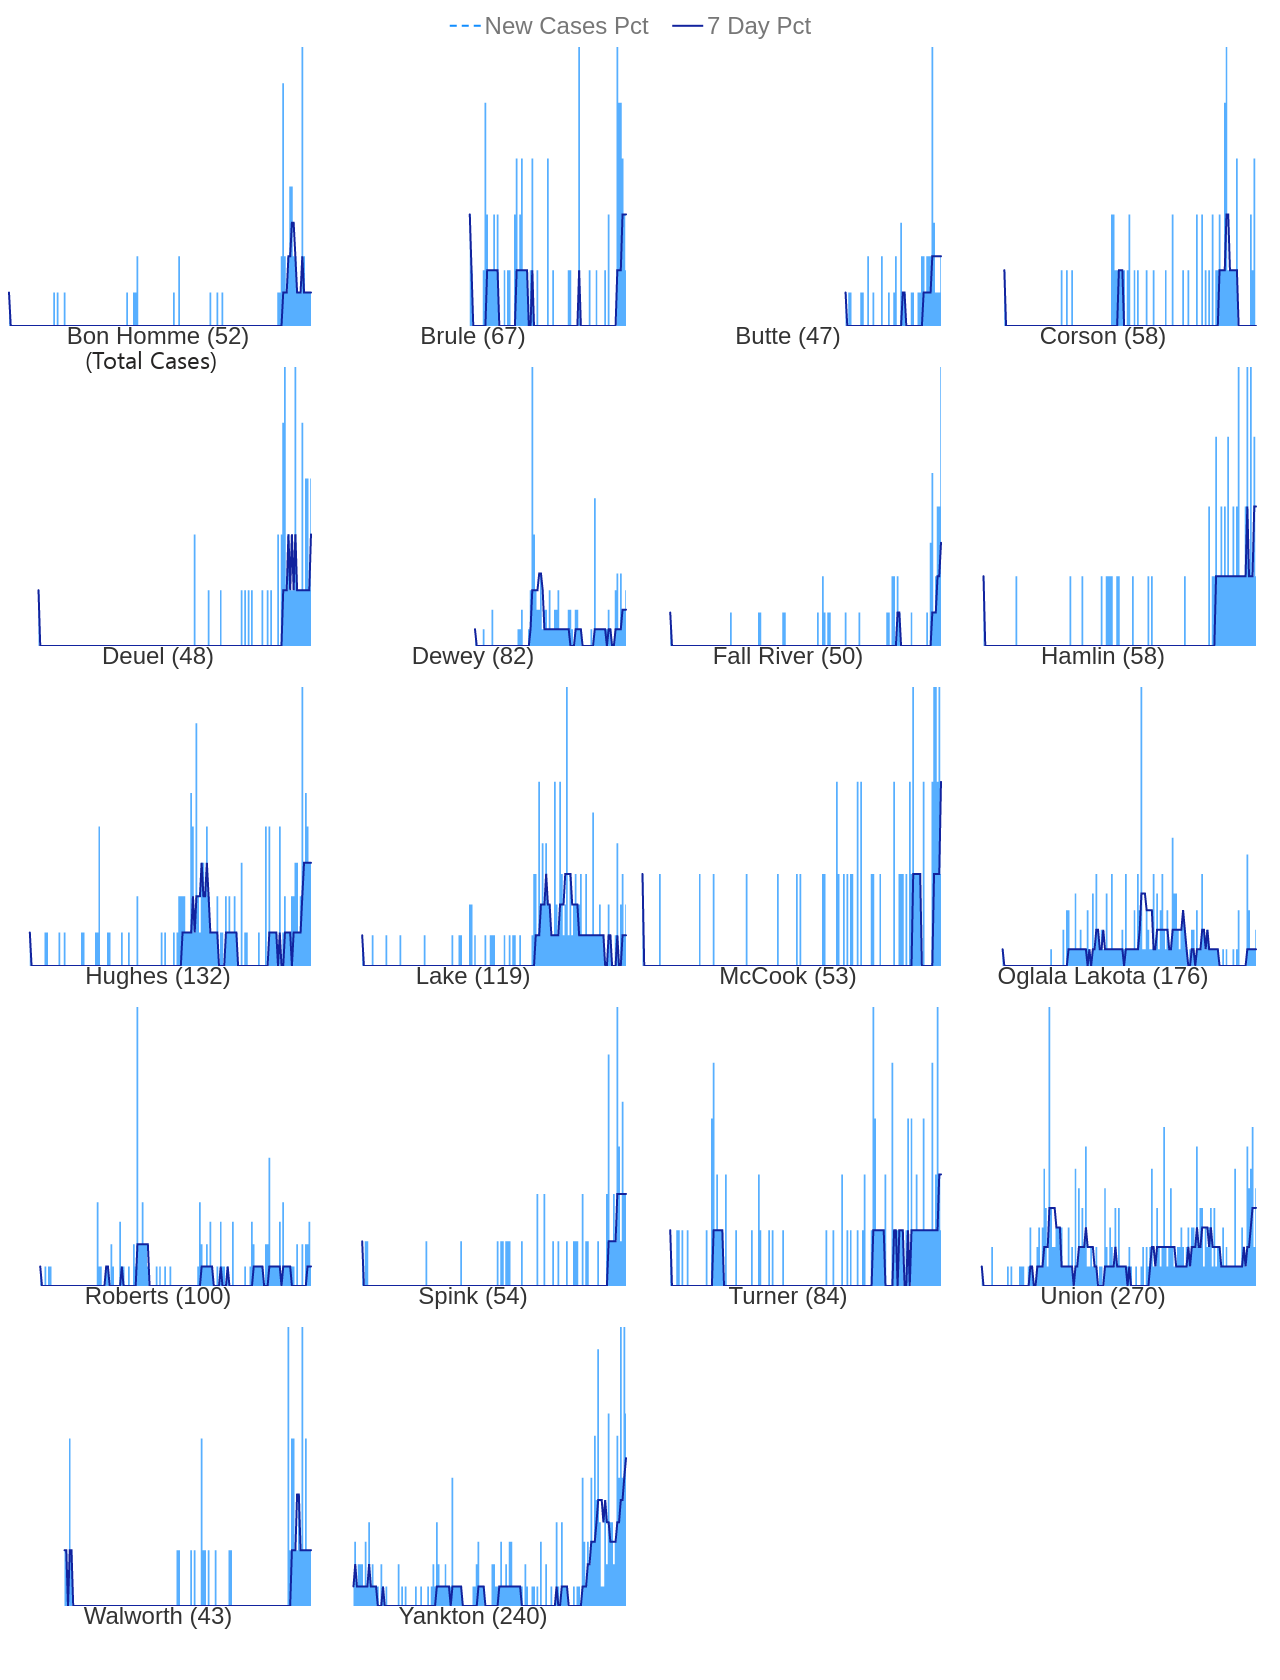 New Cases Pct 7 Day Pct
Bon Homme (52) Brule (67) Butte (47) Corson (58)
(Total Cases)
Deuel (48) Dewey (82) Fall River (50) Hamlin (58)
Hughes (132) Lake (119) McCook (53) Oglala Lakota (176)
Roberts (100) Spink (54) Turner (84) Union (270)
Walworth (43) Yankton (240)